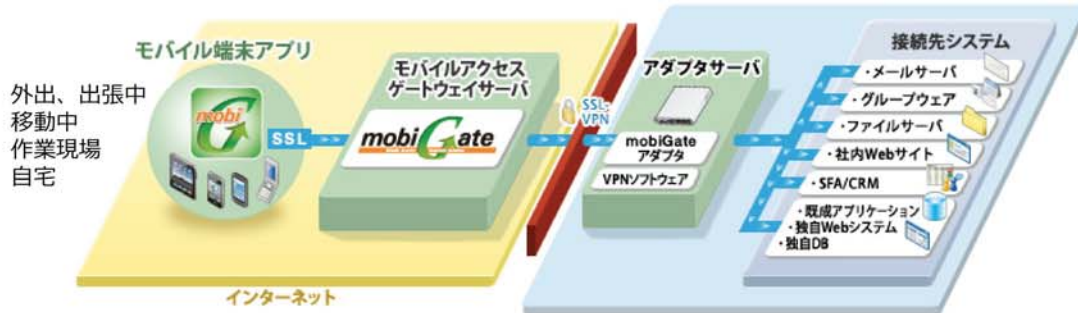 外出、出張中
移動中
作業現場
自宅
モバイル端末アプリ
mobi
SSL
モバイルアクセス
ゲートウェイサーバ
mobiGate
インターネット
SSL-
VPN
アダプタサーバ
mobiGate
アダプタ
VPNソフトウェア
接続先システム
・メールサーバ
・グループウェア
・ファイルサーバ
・社内Webサイト
・SFA/CRM
・既成アプリケーション
・独自Webシステム
・独自DB